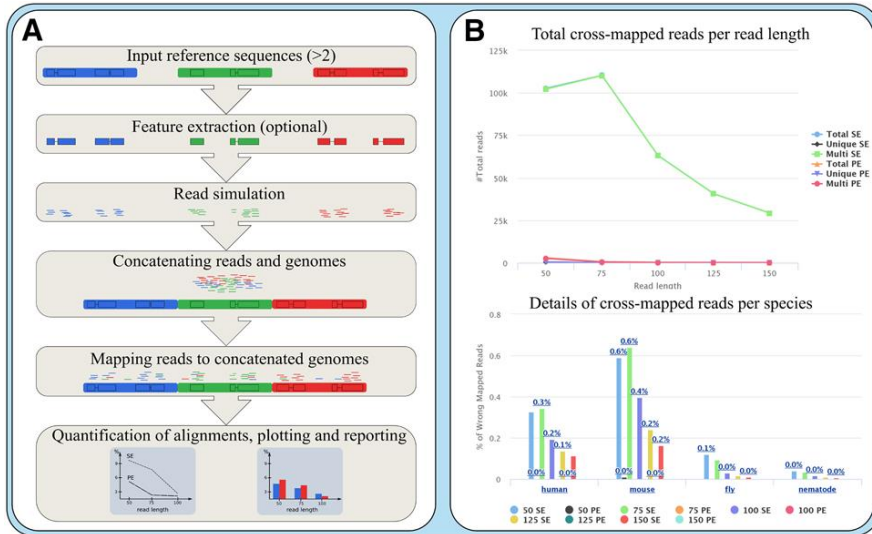 A
Input reference sequences (>2)
Feature extraction (optional)
Read simulation
Concatenating reads and genomes
Mapping reads to concatenated genomes
Quantification of alignments, plotting and reporting
%
SE
PE
50 75 100
read length
%
50 75 100
read length
B
Total cross-mapped reads per read length
125k
100k
75k
50k
25k
0
#Total reads
50 75 100 125 150
Read length
Total SE
Unique SE
Multi SE
Total PE
Unique PE
Multi PE
Details of cross-mapped reads per species
0.8
0.6
0.4
0.2
0
% of Wrong Mapped Reads
0.3% 0.2% 0.1% 0.0% 0.0%
0.6% 0.6% 0.4% 0.2% 0.2% 0.0% 0.0%
0.1% 0.0% 0.0%
0.0% 0.0% 0.0%
human mouse fly nematode
50 SE 50 PE 75 SE 75 PE 100 SE 100 PE
125 SE 125 PE 150 SE 150 PE